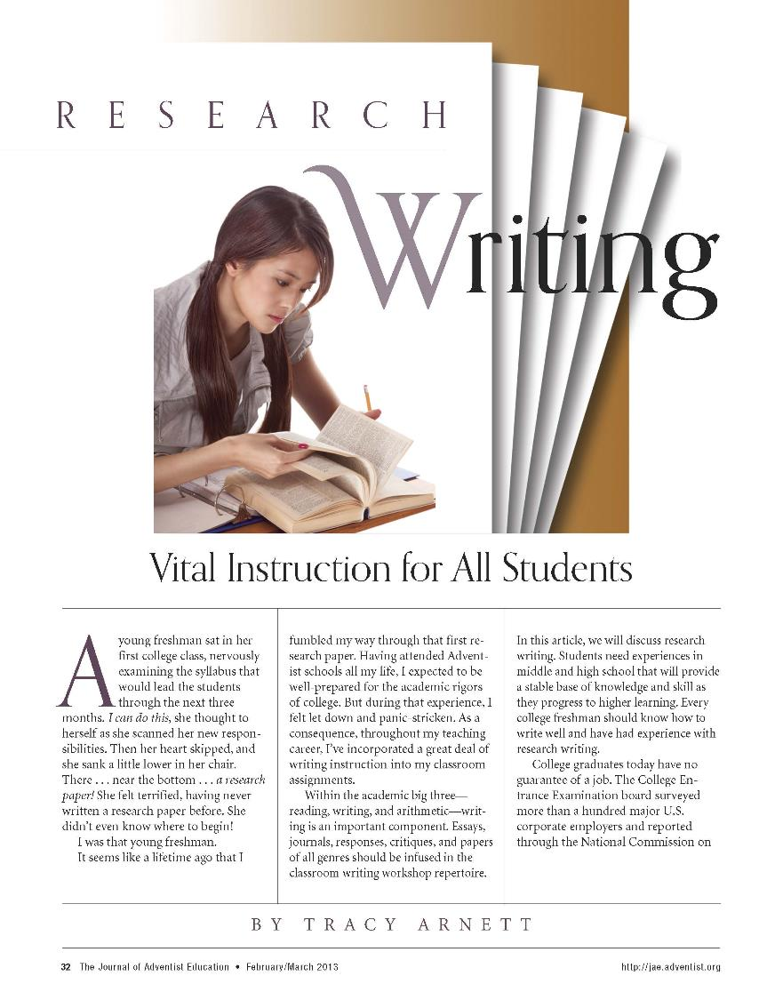 RESEARCH
Writing
Vital Instruction for All Students
A young freshman sat in her
first college class, nervously
examining the syllabus that
would lead the students
through the next three
months. I can do this, she thought to
herself as she scanned her new respon-
sibilities. Then her heart skipped, and
she sank a little lower in her chair.
There . . . near the bottom . . . a research
paper! She felt terrified, having never
written a research paper before. She
didn't even know where to begin!
I was that young freshman.
It seems like a lifetime ago that I
fumbled my way through that first re-
search paper. Having attended Advent-
ist schools all my life, I expected to be
well-prepared for the academic rigors
of college. But during that experience, I
felt let down and panic-stricken. As a
consequence, throughout my teaching
career, I've incorporated a great deal of
writing instruction into my classroom
assignments.
Within the academic big three—
reading, writing, and arithmetic—writ-
ing is an important component. Essays,
journals, responses, critiques, and papers
of all genres should be infused in the
classroom writing workshop repertoire.
In this article, we will discuss research
writing. Students need experiences in
middle and high school that will provide
a stable base of knowledge and skill as
they progress to higher learning. Every
college freshman should know how to
write well and have had experience with
research writing.
College graduates today have no
guarantee of a job. The College En-
trance Examination board surveyed
more than a hundred major U.S.
corporate employers and reported
through the National Commission on
BY TRACY ARNETT
32 The Journal of Adventist Education • February/March 2013 http://jae.adventist.org